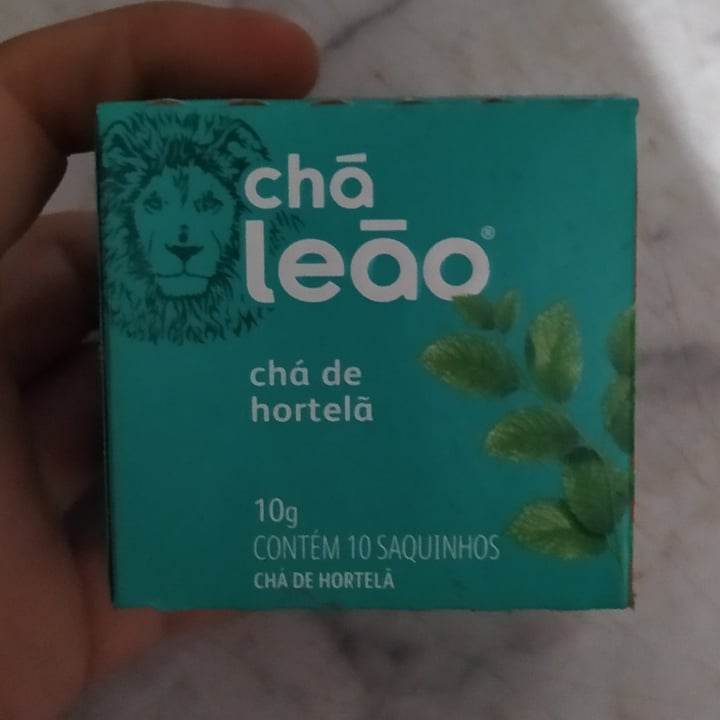 chá
leão®
chá de
hortelã
10g
CONTÉM 10 SAQUINHOS
CHÁ DE HORTELÃ